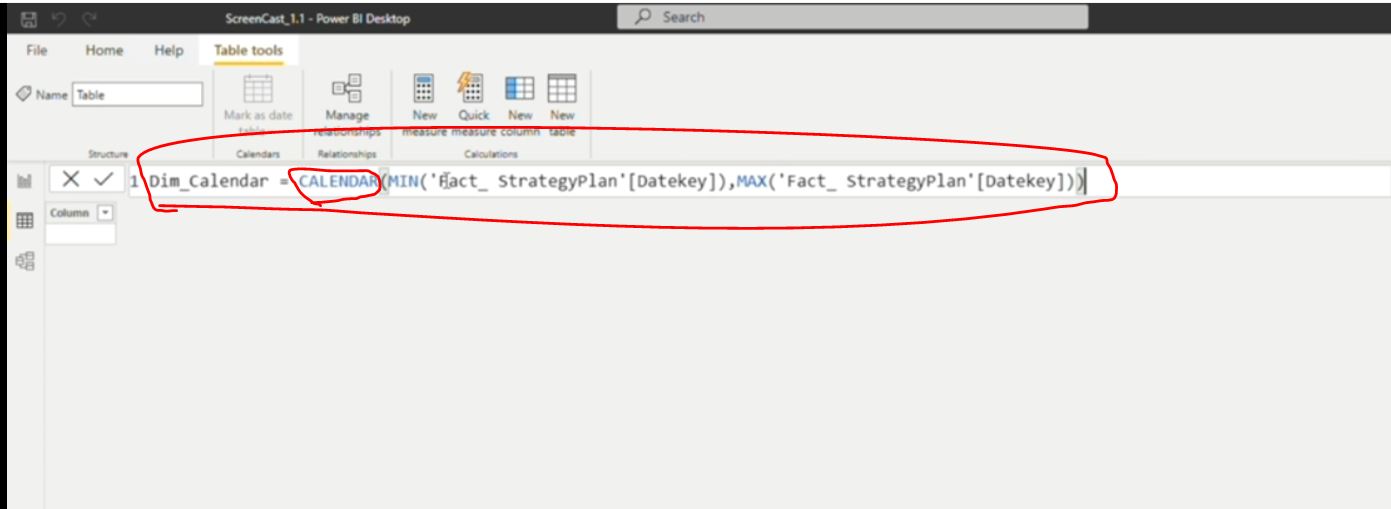 ScreenCast_1.1 - Power BI Desktop
Search
File Home Help Table tools
Name Table
Mark as date table
Manage relationships
New measure
Quick measure
New column
New table
Structure Calendars Relationships Calculations
1 Dim_Calendar = CALENDAR(MIN('Fact_ StrategyPlan'[Datekey]),MAX('Fact_ StrategyPlan'[Datekey]))
Column